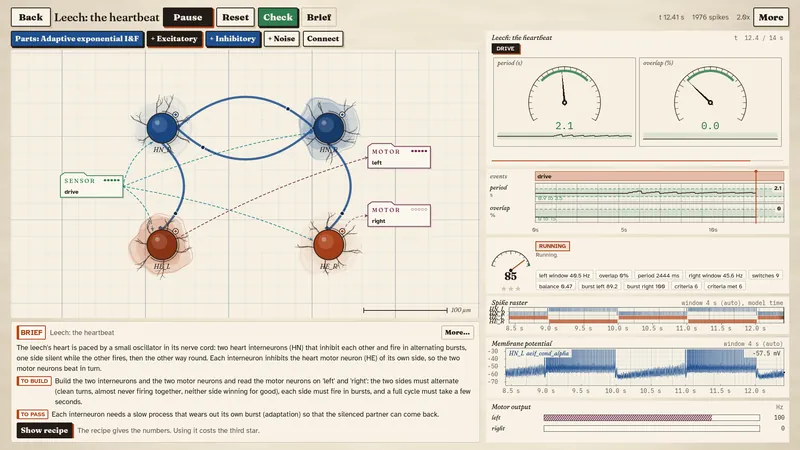 Back Leech: the heartbeat Pause Reset Check Brief
t 12.41 s 1976 spikes 2.0x More
Parts: Adaptive exponential I&F + Excitatory + Inhibitory + Noise Connect
HN_R
MOTOR
left
SENSOR
drive
MOTOR
right
HE_L
HE_R
100 µm
BRIEF Leech: the heartbeat More...
The leech's heart is paced by a small oscillator in its nerve cord: two heart interneurons (HN) that inhibit each other and fire in alternating bursts,
one side silent while the other fires, then the other way round. Each interneuron inhibits the heart motor neuron (HE) of its own side, so the two
motor neurons beat in turn.
TO BUILD Build the two interneurons and the two motor neurons and read the motor neurons on 'left' and 'right': the two sides must alternate
(clean turns, almost never firing together, neither side winning for good), each side must fire in bursts, and a full cycle must take a few
seconds.
TO PASS Each interneuron needs a slow process that wears out its own burst (adaptation) so that the silenced partner can come back.
Show recipe The recipe gives the numbers. Using it costs the third star.
Leech: the heartbeat t 12.4 / 14 s
DRIVE
period (s)
2.1
overlap (%)
0.0
events drive
period
s
2.1
overlap
%
0
0s 5s 10s
85
RUNNING
Running.
left window 40.5 Hz overlap 0% period 2444 ms right window 45.6 Hz switches 9
balance 0.47 burst left 89.2 burst right 100 criteria 6 criteria met 6
Spike raster window 4 s (auto), model time
HN_L
HE_L
HE_R
8.5 s 9.0 s 9.5 s 10.0 s 10.5 s 11.0 s 11.5 s 12.0 s
Membrane potential window 4 s (auto)
HN_L aeif_cond_alpha -57.5 mV
-30
-40
-50
-60
-70
8.5 s 9.0 s 9.5 s 10.0 s 10.5 s 11.0 s 11.5 s 12.0 s
Motor output Hz
left 100
right 0